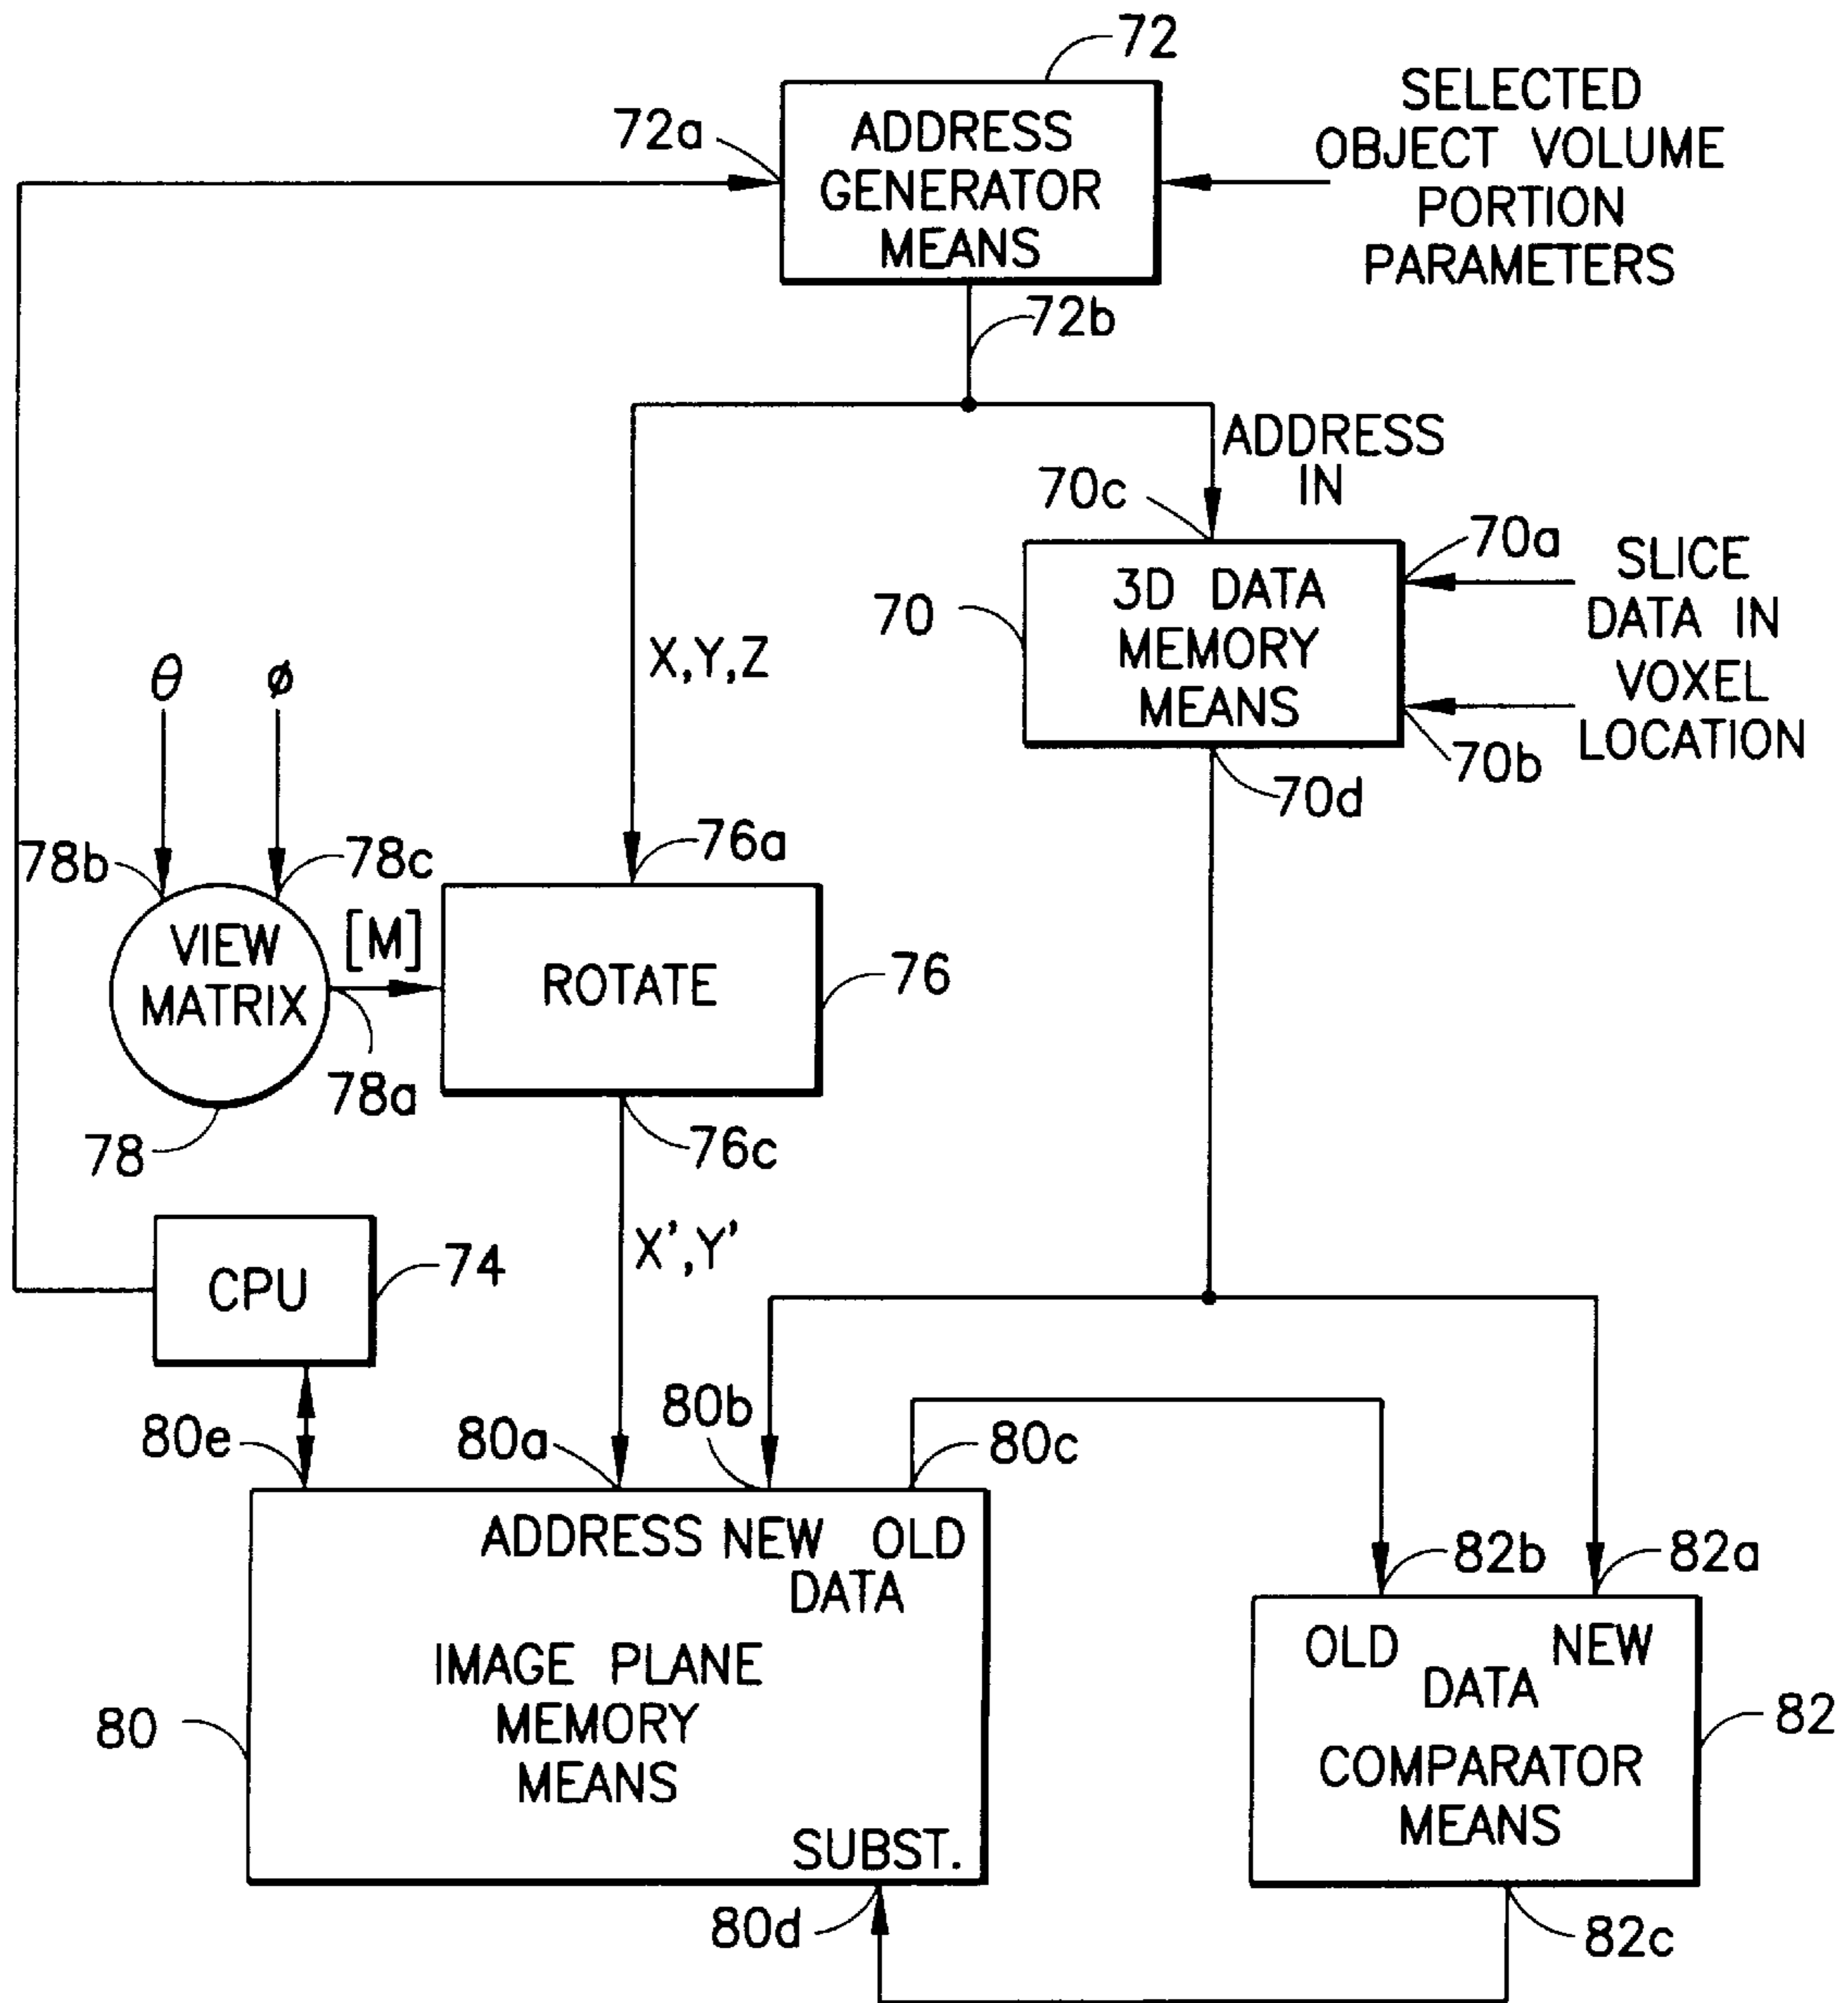 72
SELECTED
OBJECT VOLUME
PORTION
PARAMETERS
72a
ADDRESS
GENERATOR
MEANS
72b
ADDRESS
IN
70c
70a
SLICE
DATA IN
VOXEL
LOCATION
70
3D DATA
MEMORY
MEANS
70b
70d
X,Y,Z
θ
ø
78b
78c
76a
VIEW
MATRIX
[M]
ROTATE
76
78a
78
76c
X',Y'
CPU
74
80e
80a
80b
80c
82b
82a
ADDRESS NEW OLD
DATA
IMAGE PLANE
MEMORY
MEANS
80
SUBST.
OLD NEW
DATA
COMPARATOR
MEANS
82
80d
82c